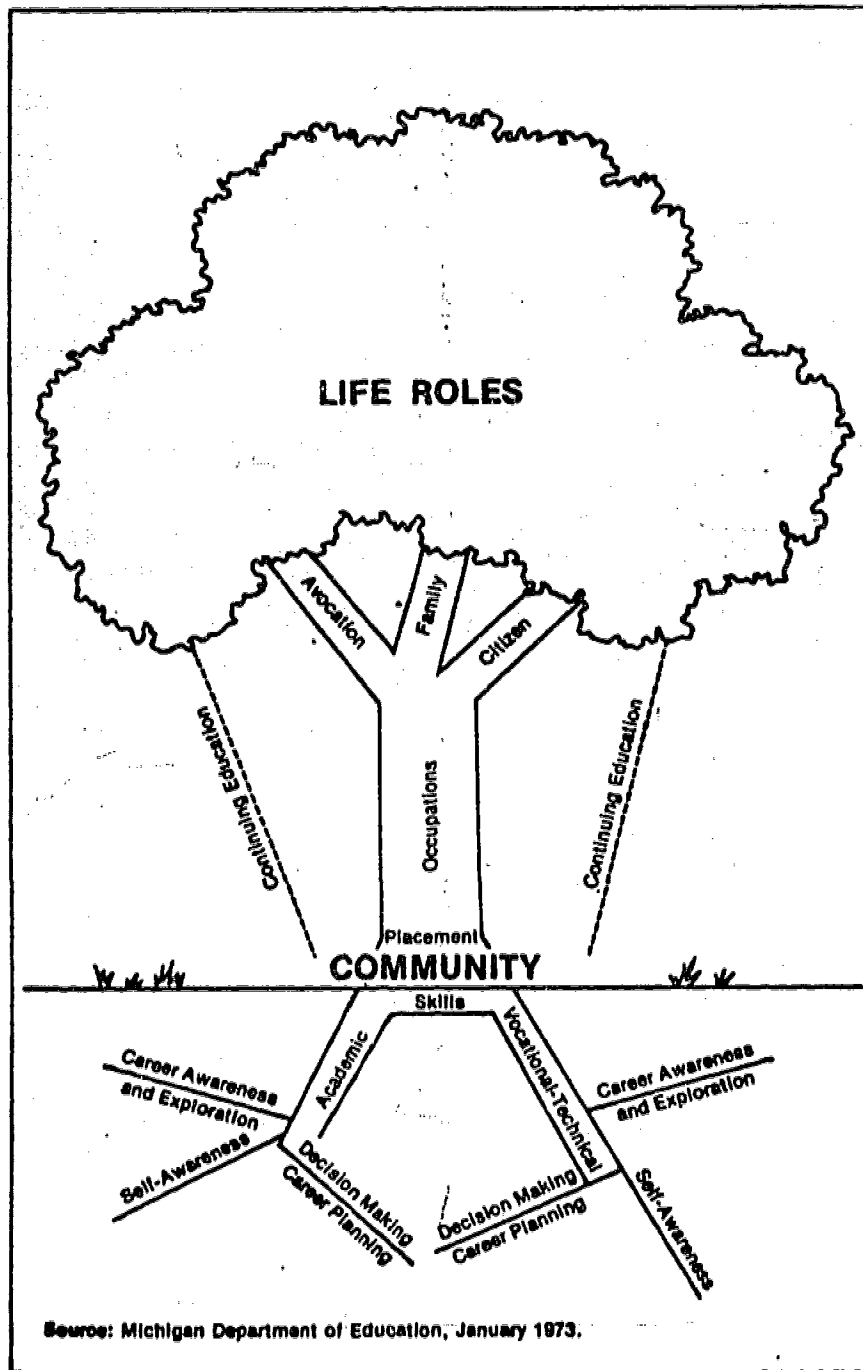 LIFE ROLES
Avocation
Family
Citizen
Continuing Education
Occupations
Continuing Education
Placement
COMMUNITY
Skills
Academic
Vocational-Technical
Career Awareness
and Exploration
Self-Awareness
Decision Making
Career Planning
Decision Making
Career Planning
Career Awareness
and Exploration
Self-Awareness
Source: Michigan Department of Education, January 1973.